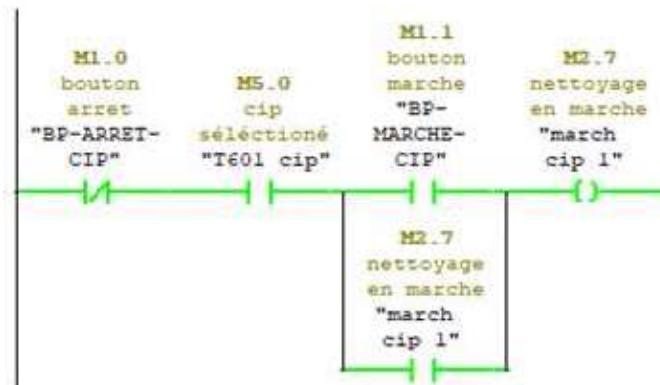 M1.0
bouton
arret
"BP-ARRET-
CIP"
M5.0
cip
séléctioné
"T601 cip"
M1.1
bouton
marche
"BP-
MARCHE-
CIP"
M2.7
nettoyage
en marche
"march
cip 1"
M2.7
nettoyage
en marche
"march
cip 1"